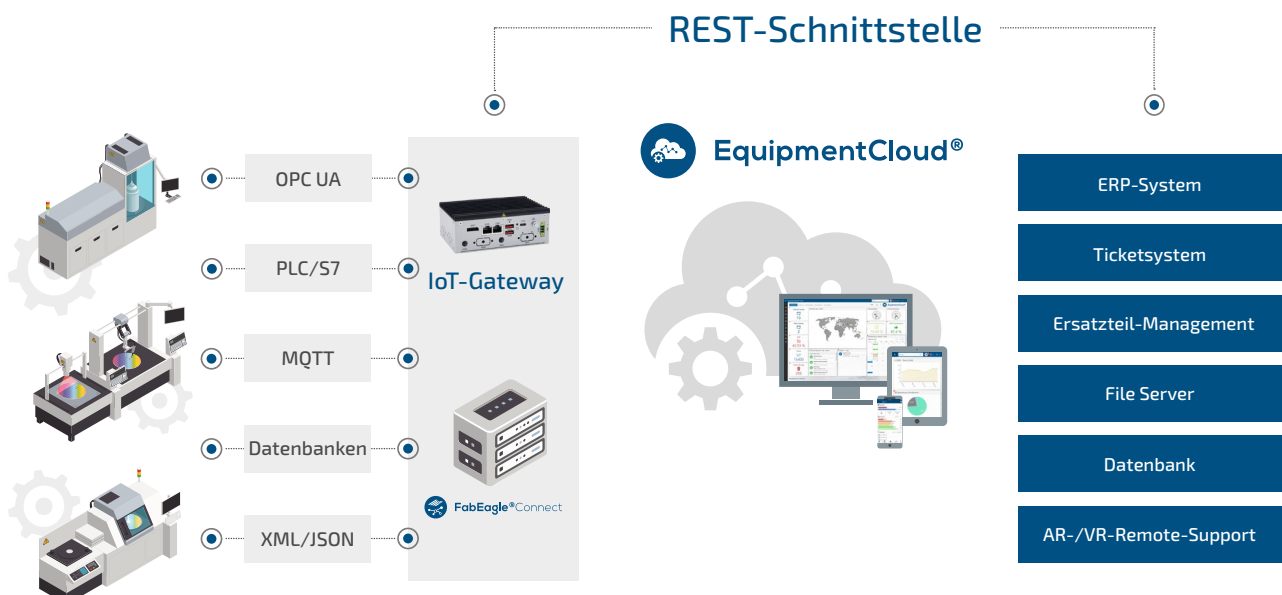 REST-Schnittstelle
EquipmentCloud®
OPC UA
PLC/S7
MQTT
Datenbanken
XML/JSON
IoT-Gateway
FabEagle®Connect
ERP-System
Ticketsystem
Ersatzteil-Management
File Server
Datenbank
AR-/VR-Remote-Support